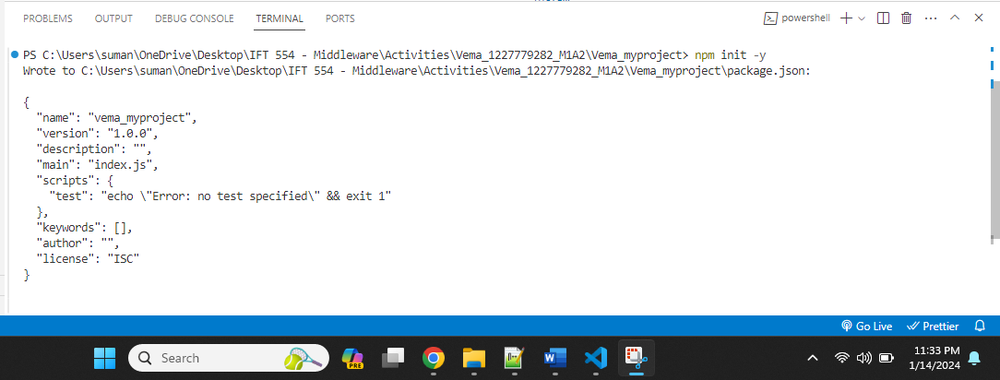 PROBLEMS OUTPUT DEBUG CONSOLE TERMINAL PORTS powershell
PS C:\Users\suman\OneDrive\Desktop\IFT 554 - Middleware\Activities\Vema_1227779282_M1A2\Vema_myproject> npm init -y
Wrote to C:\Users\suman\OneDrive\Desktop\IFT 554 - Middleware\Activities\Vema_1227779282_M1A2\Vema_myproject\package.json:
{
  "name": "vema_myproject",
  "version": "1.0.0",
  "description": "",
  "main": "index.js",
  "scripts": {
    "test": "echo \"Error: no test specified\" && exit 1"
  },
  "keywords": [],
  "author": "",
  "license": "ISC"
}
Go Live Prettier
Search
PRE
11:33 PM
1/14/2024